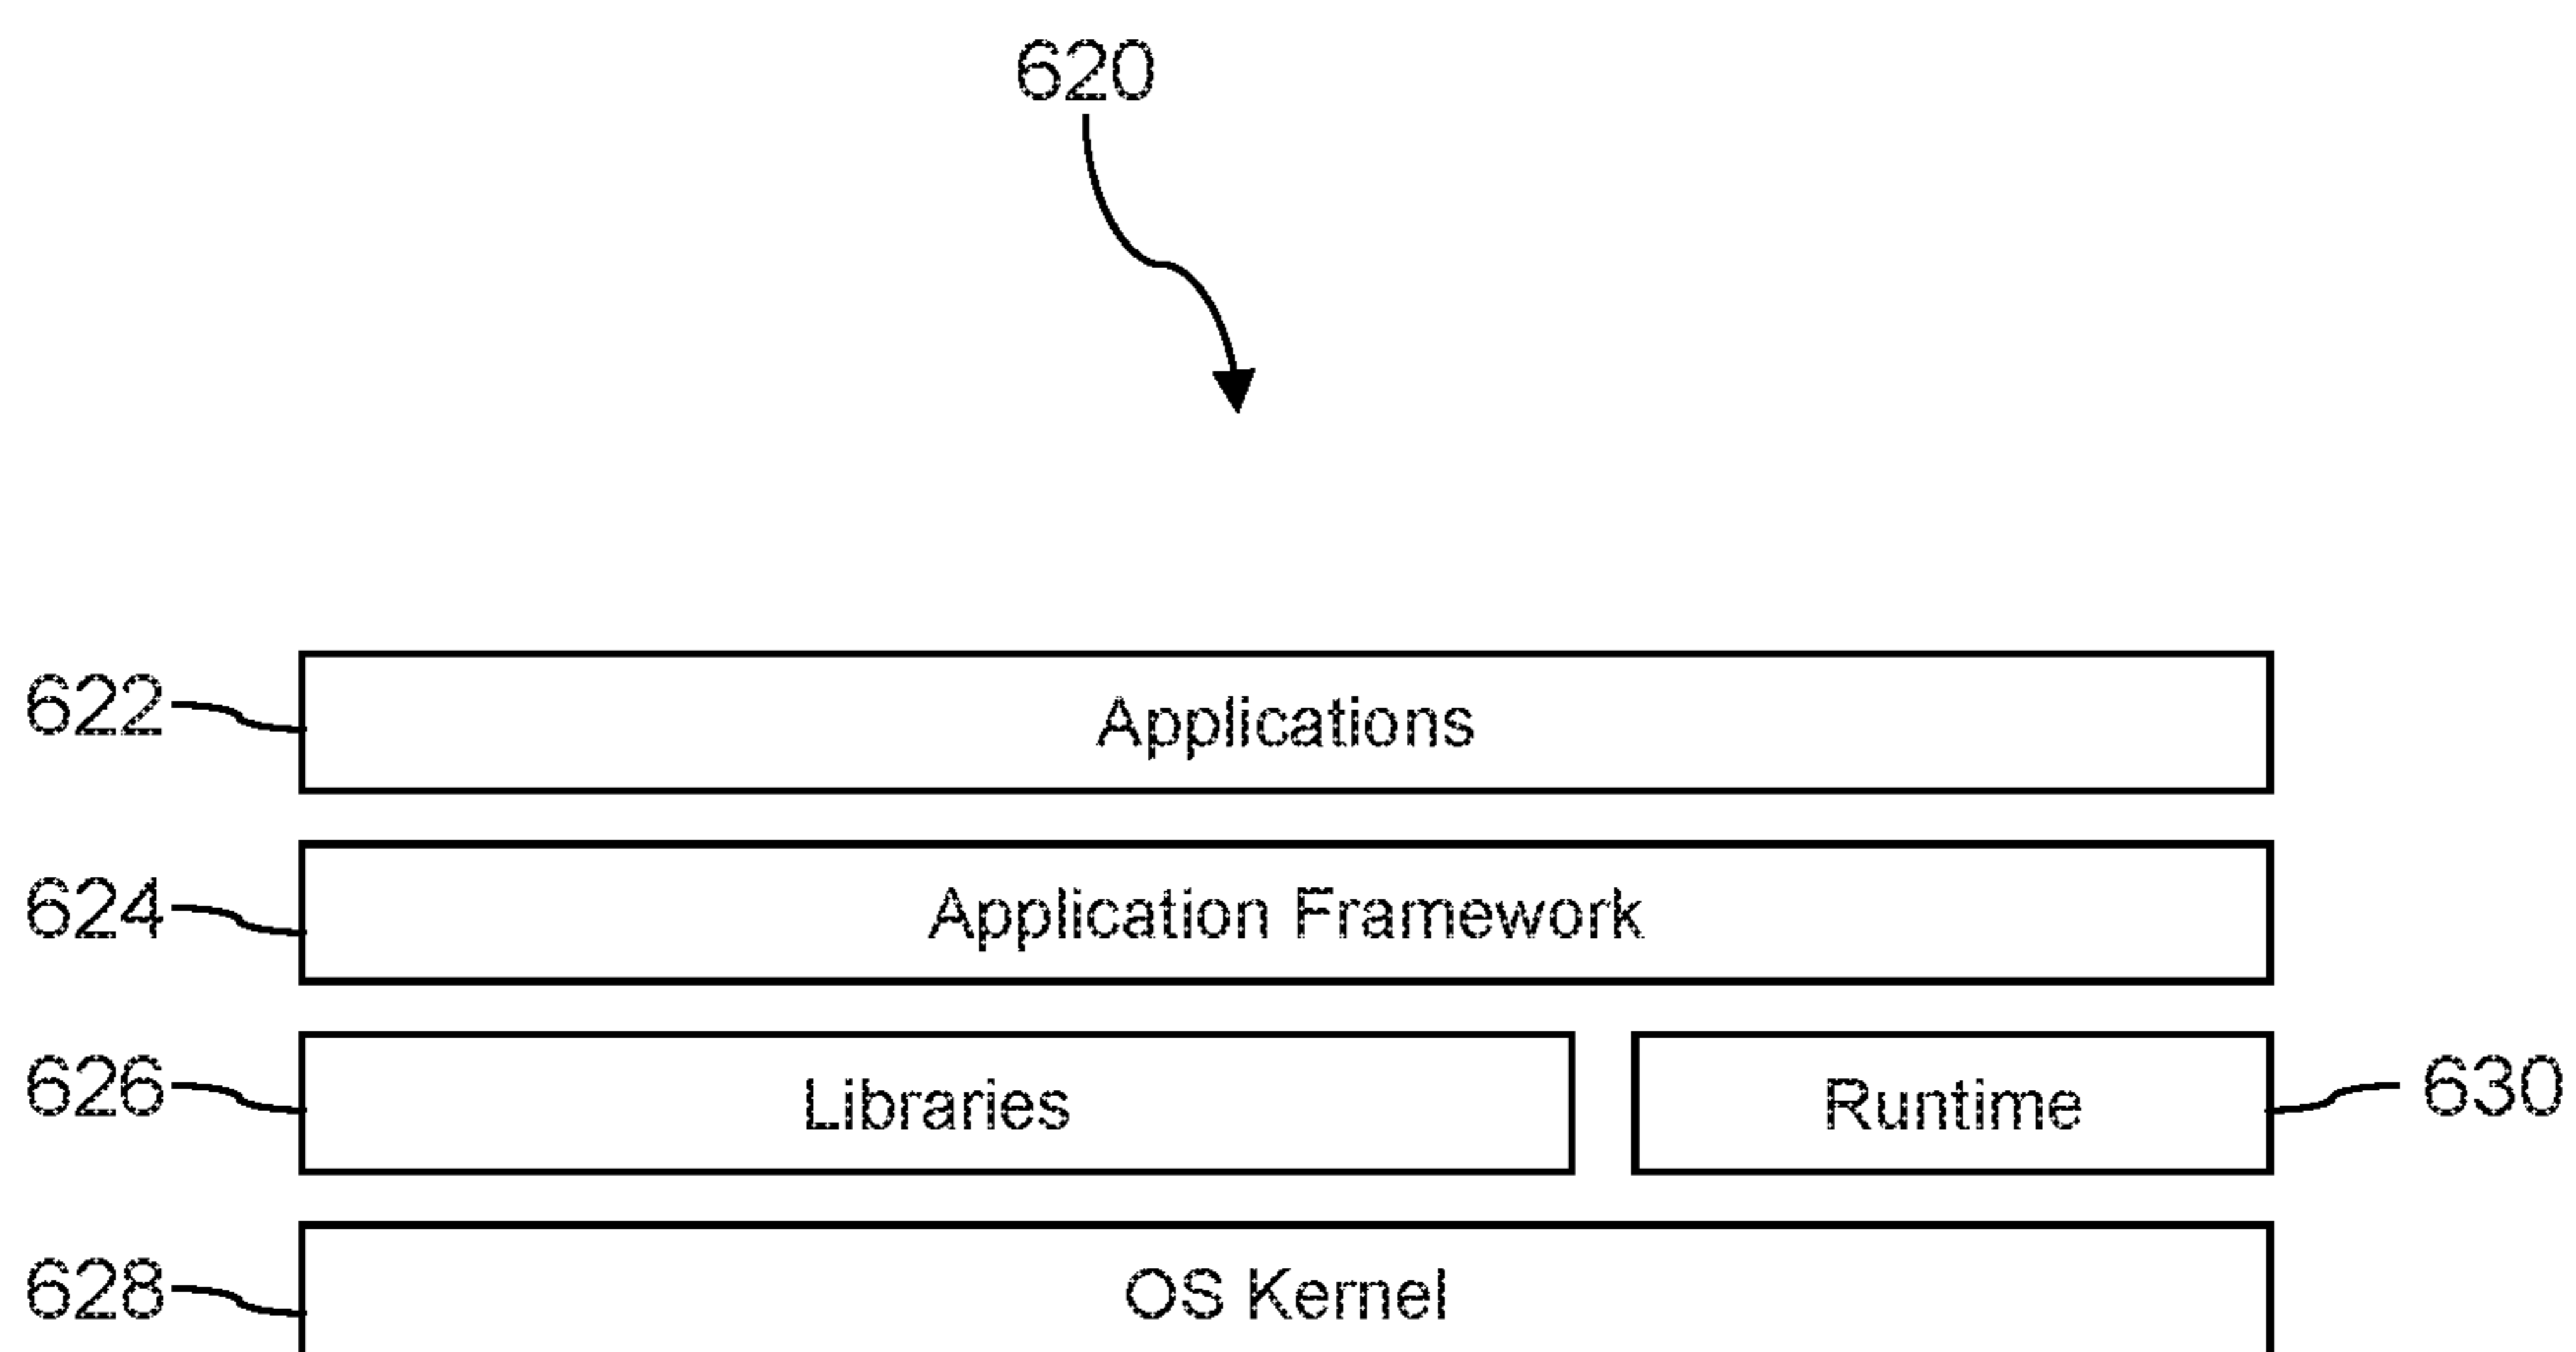 620
622 Applications
624 Application Framework
626 Libraries Runtime 630
628 OS Kernel